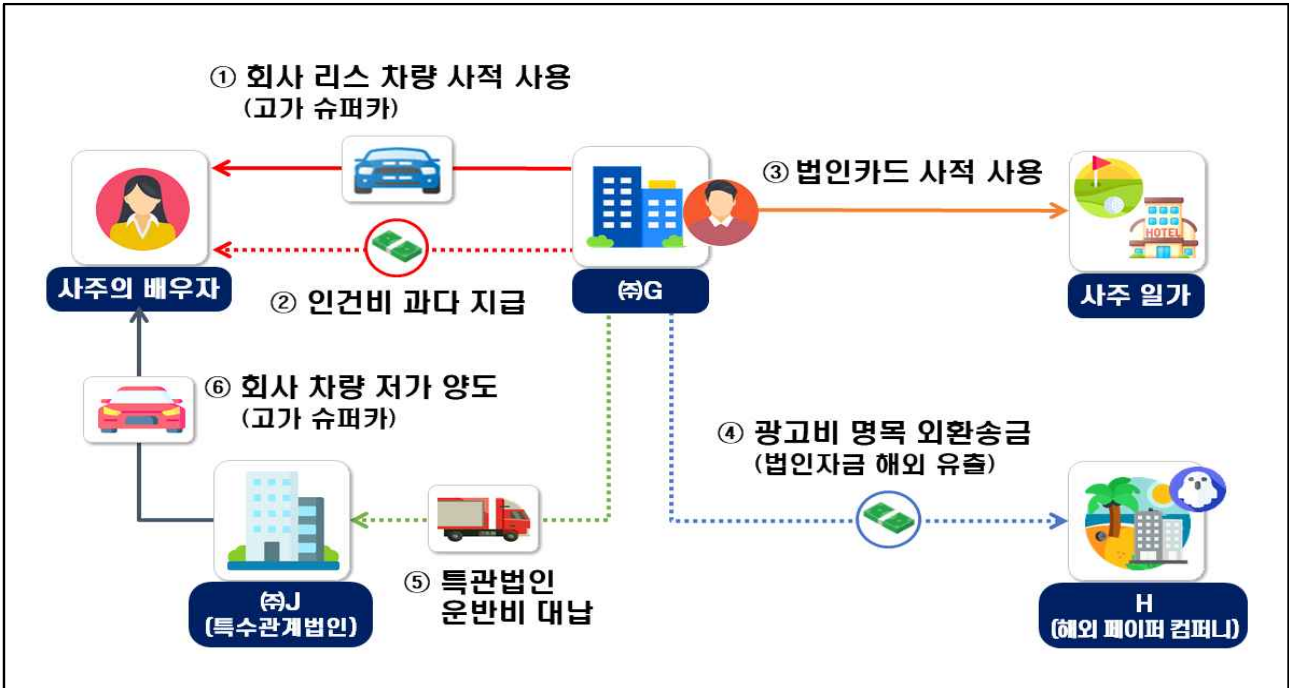 ① 회사 리스 차량 사적 사용
(고가 슈퍼카)
③ 법인카드 사적 사용
HOTEL
사주의 배우자
② 인건비 과다 지급
㈜G
사주 일가
⑥ 회사 차량 저가 양도
(고가 슈퍼카)
④ 광고비 명목 외환송금
(법인자금 해외 유출)
⑤ 특관법인
운반비 대납
㈜J
(특수관계법인)
H
(해외 페이퍼 컴퍼니)